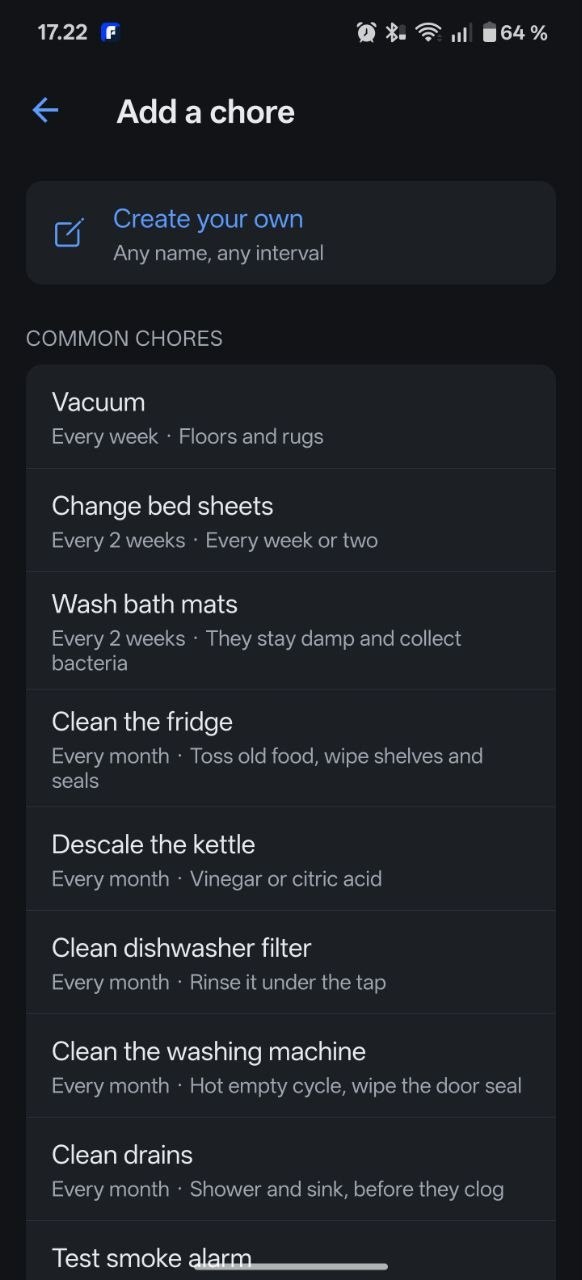 17.22
64 %
Add a chore
Create your own
Any name, any interval
COMMON CHORES
Vacuum
Every week · Floors and rugs
Change bed sheets
Every 2 weeks · Every week or two
Wash bath mats
Every 2 weeks · They stay damp and collect
bacteria
Clean the fridge
Every month · Toss old food, wipe shelves and
seals
Descale the kettle
Every month · Vinegar or citric acid
Clean dishwasher filter
Every month · Rinse it under the tap
Clean the washing machine
Every month · Hot empty cycle, wipe the door seal
Clean drains
Every month · Shower and sink, before they clog
Test smoke alarm